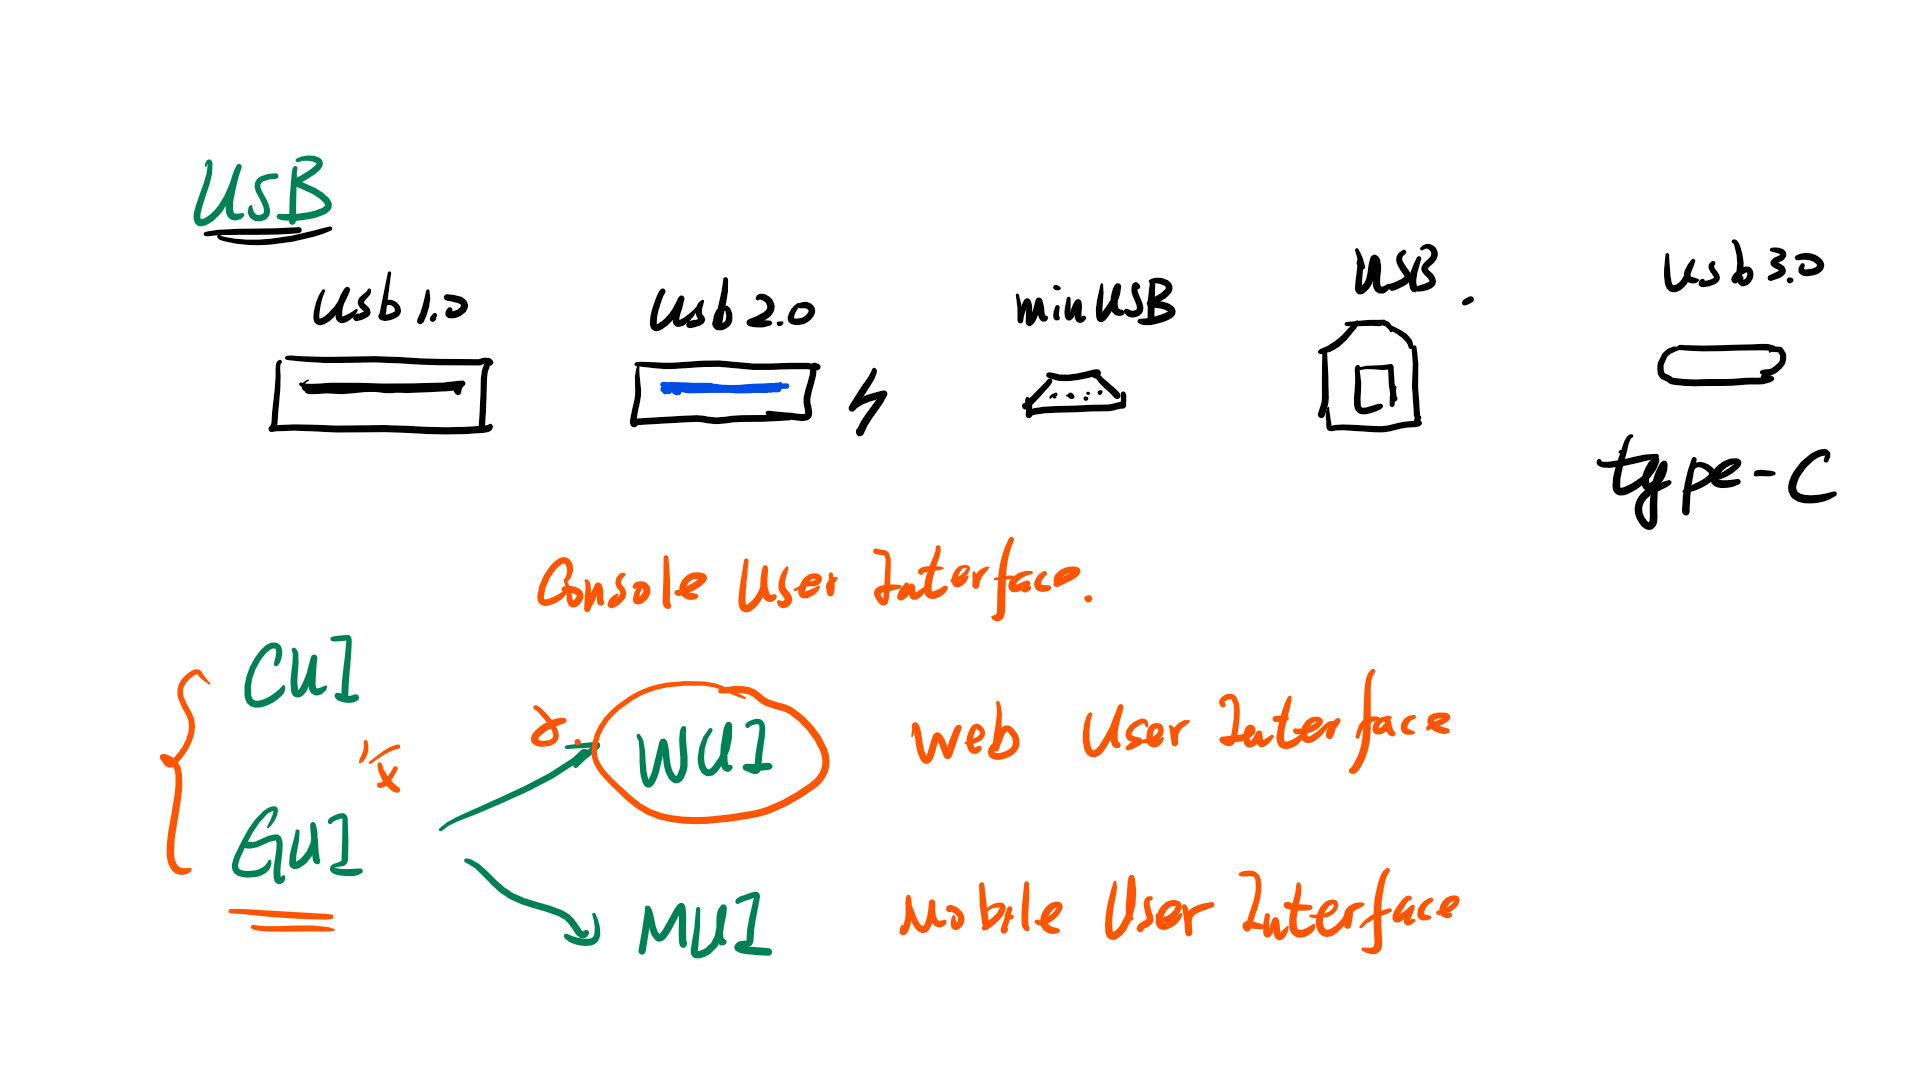 UsB
usb 1.0
usb 2.0
minUSB
USB
usb 3.0
type-C
Console User Interface.
CUI
WUI
Web User Interface
GUI
MUI
Mobile User Interface